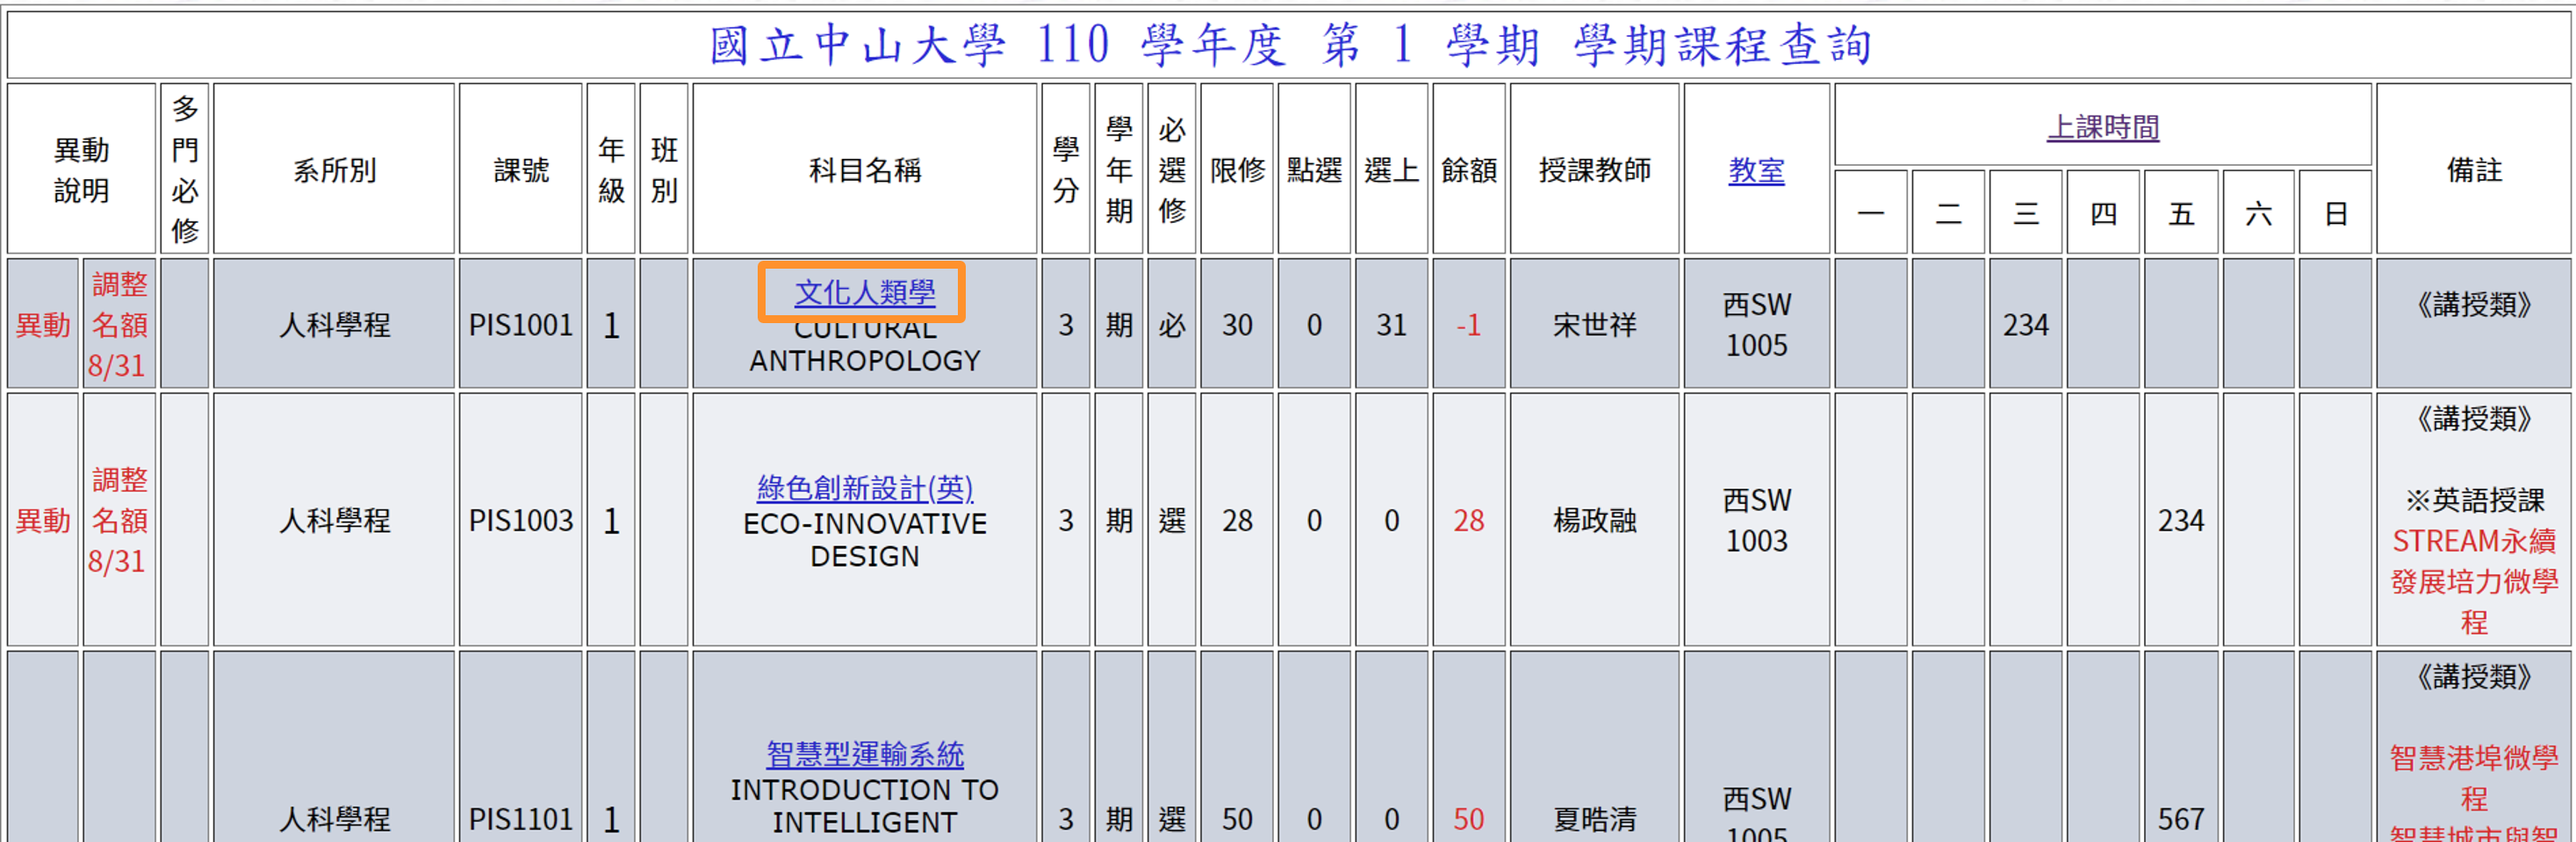 國立中山大學 110 學年度 第 1 學期 學期課程查詢
異動說明 多門必修 系所別 課號 年級 班別 科目名稱 學分 學年期 必選修 限修 點選 選上 餘額 授課教師 教室 上課時間 備註
一 二 三 四 五 六 日
異動 調整名額8/31 人科學程 PIS1001 1 文化人類學 CULTURAL ANTHROPOLOGY 3 期 必 30 0 31 -1 宋世祥 西SW 1005 234 《講授類》
異動 調整名額8/31 人科學程 PIS1003 1 綠色創新設計(英) ECO-INNOVATIVE DESIGN 3 期 選 28 0 0 28 楊政融 西SW 1003 234 《講授類》 ※英語授課 STREAM永續發展培力微學程
人科學程 PIS1101 1 智慧型運輸系統 INTRODUCTION TO INTELLIGENT 3 期 選 50 0 0 50 夏晧清 西SW 1005 567 《講授類》 智慧港埠微學程 智慧城市與智